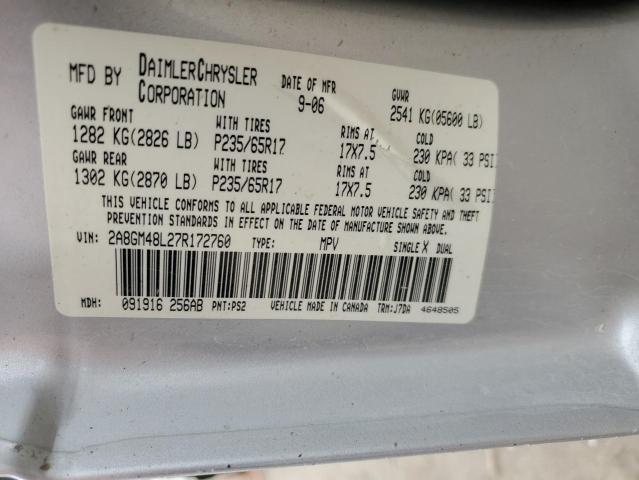 MFD BY DAIMLERCHRYSLER CORPORATION DATE OF MFR 9-06 GVWR 2541 KG(05600 LB)
GAWR FRONT WITH TIRES RIMS AT COLD
1282 KG(2826 LB) P235/65R17 17X7.5 230 KPA( 33 PSI)
GAWR REAR WITH TIRES RIMS AT COLD
1302 KG(2870 LB) P235/65R17 17X7.5 230 KPA( 33 PSI)
THIS VEHICLE CONFORMS TO ALL APPLICABLE FEDERAL MOTOR VEHICLE SAFETY AND THEFT
PREVENTION STANDARDS IN EFFECT ON THE DATE OF MANUFACTURE SHOWN ABOVE.
VIN: 2A8GM48L27R172760 TYPE: MPV SINGLE X DUAL
MDH: 091916 256AB PNT:PS2 VEHICLE MADE IN CANADA TRM:J7DA 4648505